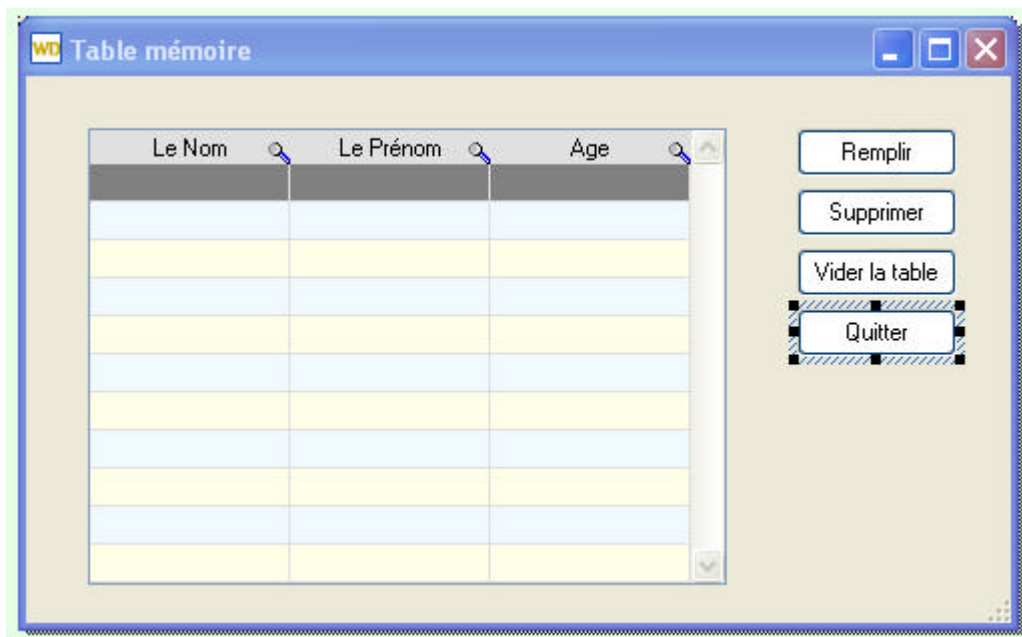 WD Table mémoire
Le Nom Le Prénom Age
Remplir
Supprimer
Vider la table
Quitter